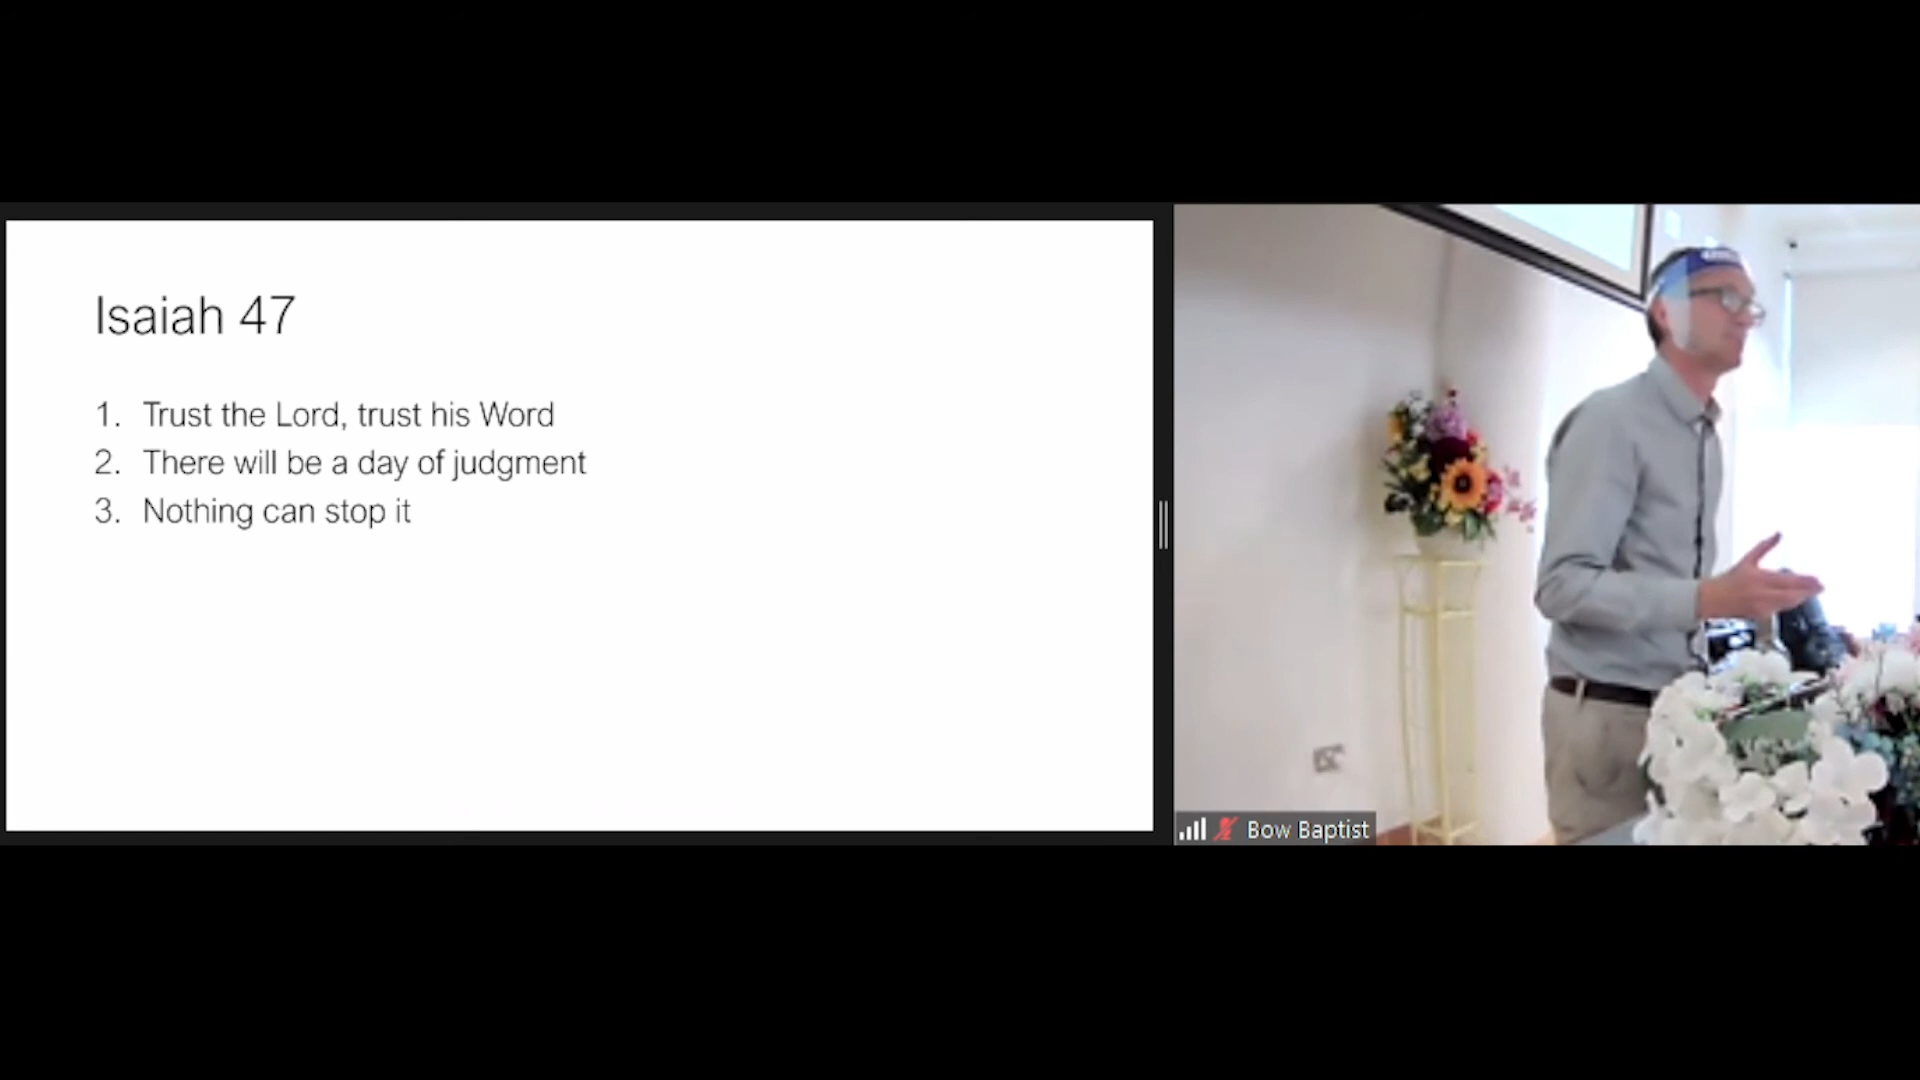 Isaiah 47
1. Trust the Lord, trust his Word
2. There will be a day of judgment
3. Nothing can stop it
Bow Baptist